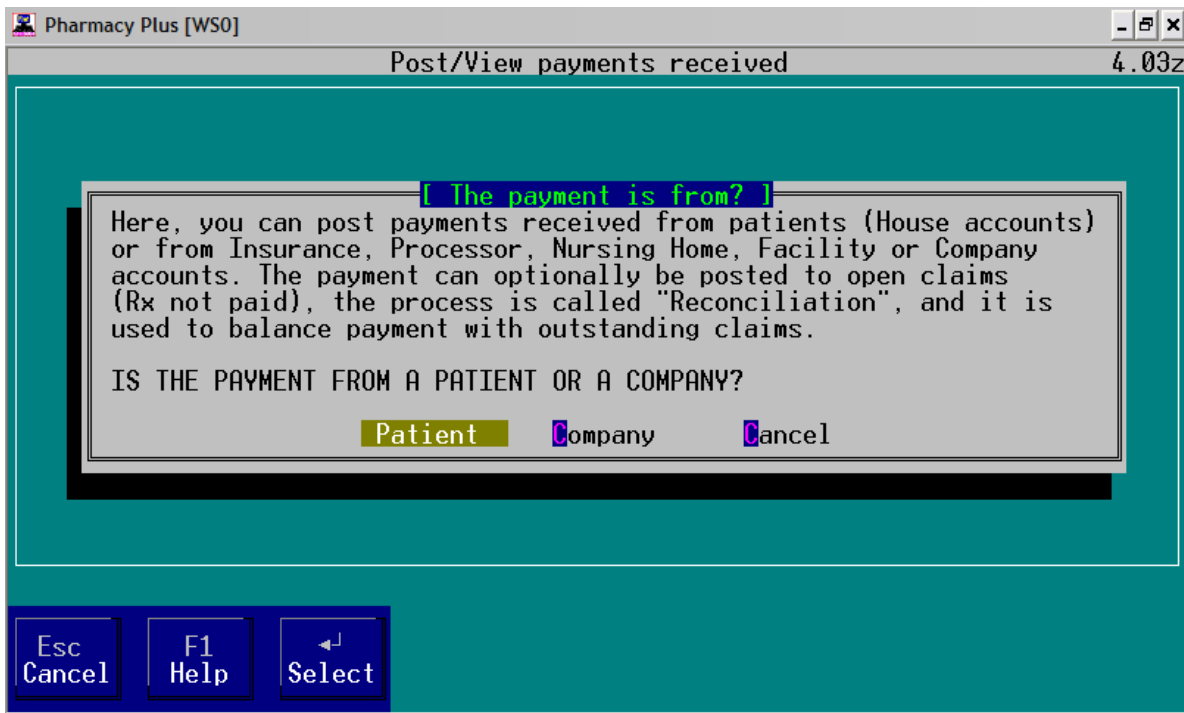 Pharmacy Plus [WS0]
Post/View payments received 4.03z
[ The payment is from? ]
Here, you can post payments received from patients (House accounts)
or from Insurance, Processor, Nursing Home, Facility or Company
accounts. The payment can optionally be posted to open claims
(Rx not paid), the process is called "Reconciliation", and it is
used to balance payment with outstanding claims.
IS THE PAYMENT FROM A PATIENT OR A COMPANY?
Patient Company Cancel
Esc F1 ◄┘
Cancel Help Select